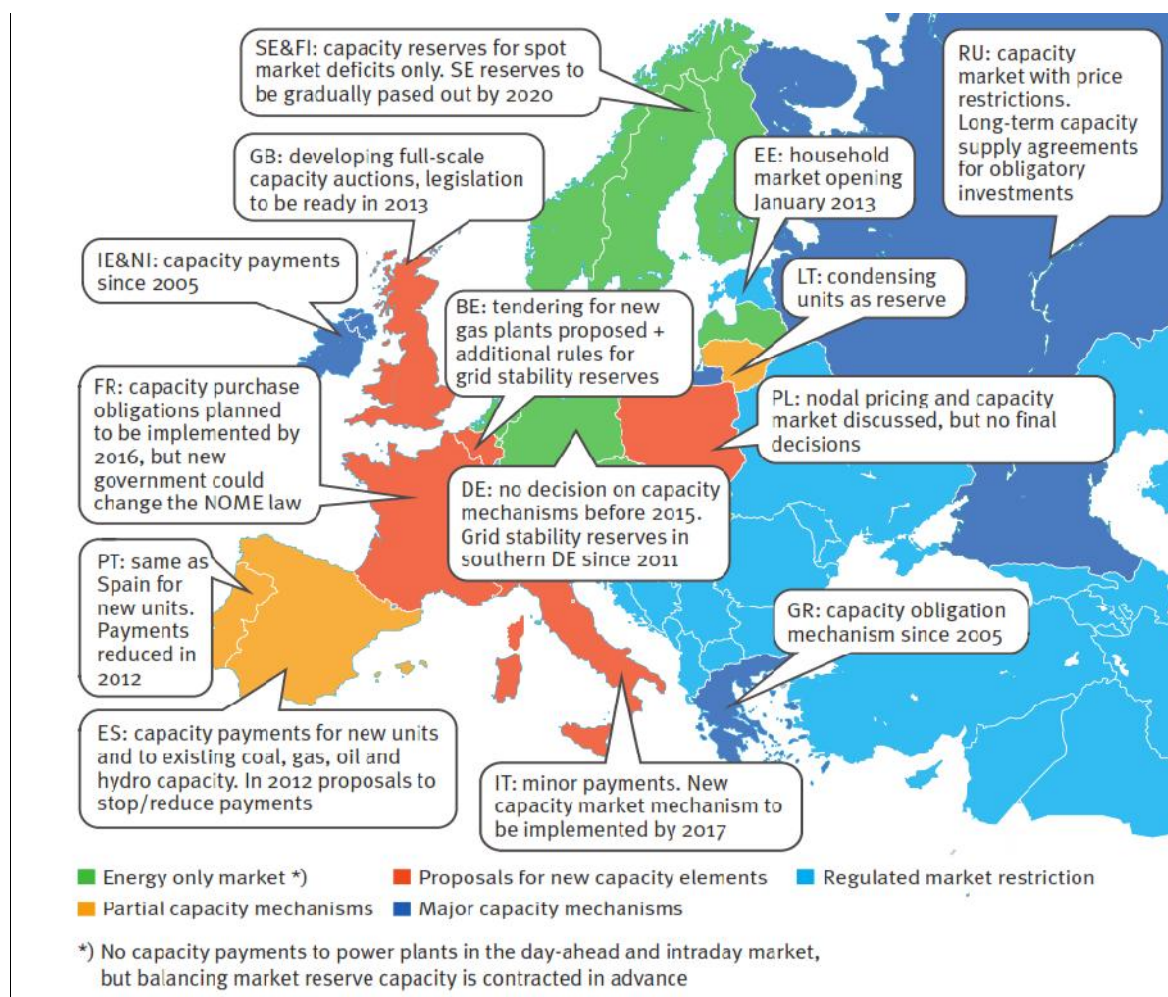 SE&FI: capacity reserves for spot
market deficits only. SE reserves to
be gradually pased out by 2020
RU: capacity
market with price
restrictions.
Long-term capacity
supply agreements
for obligatory
investments
GB: developing full-scale
capacity auctions, legislation
to be ready in 2013
EE: household
market opening
January 2013
IE&NI: capacity payments
since 2005
LT: condensing
units as reserve
BE: tendering for new
gas plants proposed +
additional rules for
grid stability reserves
FR: capacity purchase
obligations planned
to be implemented by
2016, but new
government could
change the NOME law
PL: nodal pricing and capacity
market discussed, but no final
decisions
DE: no decision on capacity
mechanisms before 2015.
Grid stability reserves in
southern DE since 2011
PT: same as
Spain for
new units.
Payments
reduced in
2012
GR: capacity obligation
mechanism since 2005
ES: capacity payments for new units
and to existing coal, gas, oil and
hydro capacity. In 2012 proposals to
stop/reduce payments
IT: minor payments. New
capacity market mechanism to
be implemented by 2017
Energy only market *)
Proposals for new capacity elements
Regulated market restriction
Partial capacity mechanisms
Major capacity mechanisms
*) No capacity payments to power plants in the day-ahead and intraday market,
but balancing market reserve capacity is contracted in advance